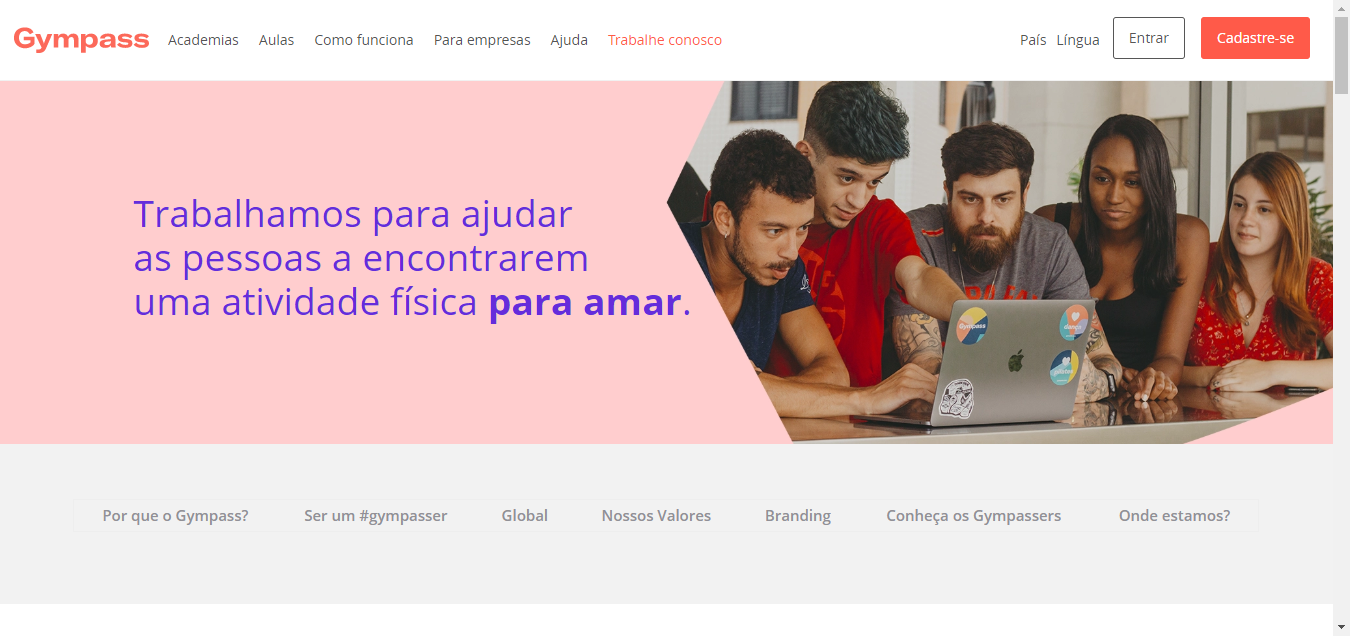 Gympass Academias Aulas Como funciona Para empresas Ajuda Trabalhe conosco País Língua Entrar Cadastre-se
Trabalhamos para ajudar
as pessoas a encontrarem
uma atividade física para amar.
Gympass
dança
Por que o Gympass? Ser um #gympasser Global Nossos Valores Branding Conheça os Gympassers Onde estamos?